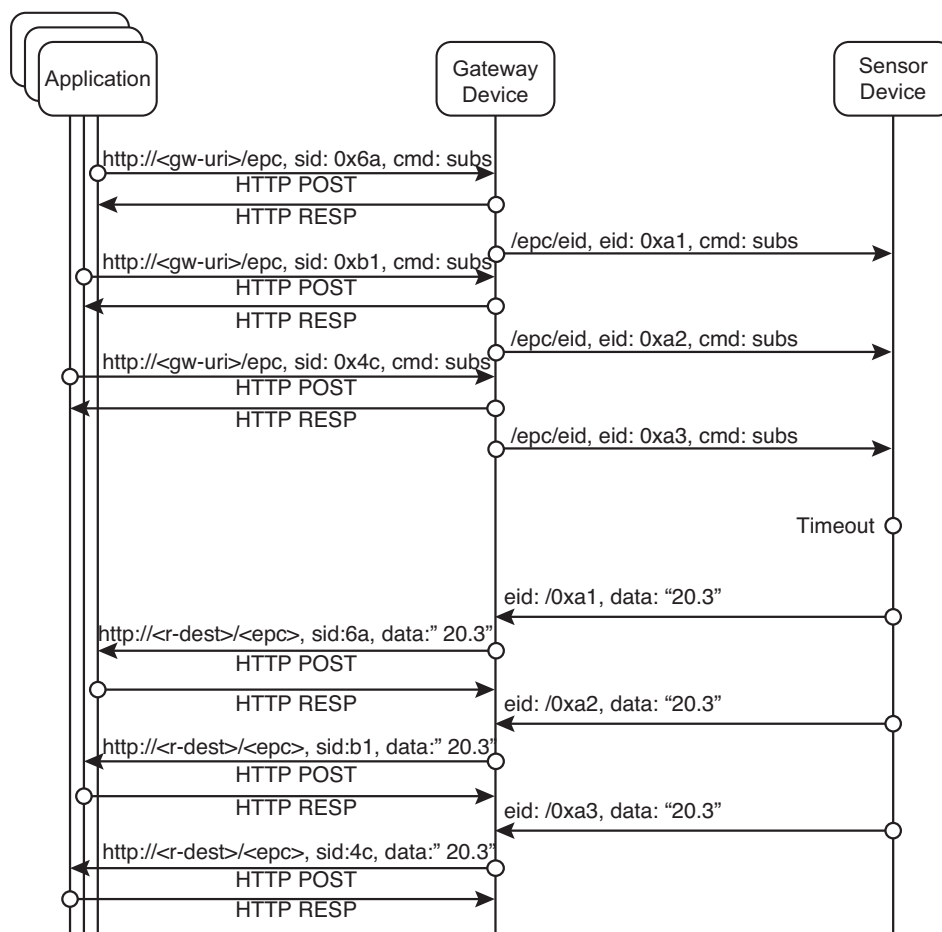 Application
Gateway
Device
Sensor
Device
http://<gw-uri>/epc, sid: 0x6a, cmd: subs
HTTP POST
HTTP RESP
/epc/eid, eid: 0xa1, cmd: subs
http://<gw-uri>/epc, sid: 0xb1, cmd: subs
HTTP POST
HTTP RESP
/epc/eid, eid: 0xa2, cmd: subs
http://<gw-uri>/epc, sid: 0x4c, cmd: subs
HTTP POST
HTTP RESP
/epc/eid, eid: 0xa3, cmd: subs
Timeout
eid: /0xa1, data: “20.3”
http://<r-dest>/<epc>, sid:6a, data:” 20.3”
HTTP POST
HTTP RESP
eid: /0xa2, data: “20.3”
http://<r-dest>/<epc>, sid:b1, data:” 20.3”
HTTP POST
HTTP RESP
eid: /0xa3, data: “20.3”
http://<r-dest>/<epc>, sid:4c, data:” 20.3”
HTTP POST
HTTP RESP